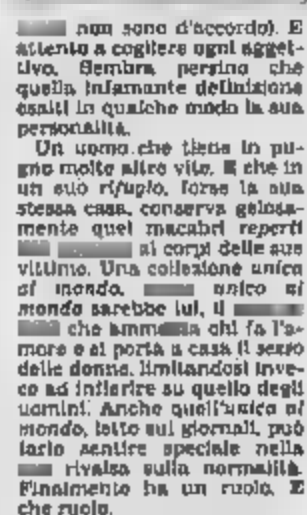 non sono d'accordo). E
attento a cogliere ogni agget-
tivo. Sembra persino che
quella infamante definizione
esalti in qualche modo la sua
personalità.
Un uomo che tiene in pu-
gno molte altre vite. E che in
un suo rifugio, forse la sua
stessa casa, conserva gelosa-
mente quei macabri reperti
ai corpi delle sue
vittime. Una collezione unica
al mondo. unico al
mondo sarebbe lui, il
che ammazza chi fa l'a-
more e si porta a casa il sesso
delle donne, limitandosi inve-
ce ad infierire su quello degli
uomini. Anche quell'unico al
mondo, letto sui giornali, può
farlo sentire speciale nella
rivalsa sulla normalità.
Finalmente ha un ruolo. E
che ruolo.